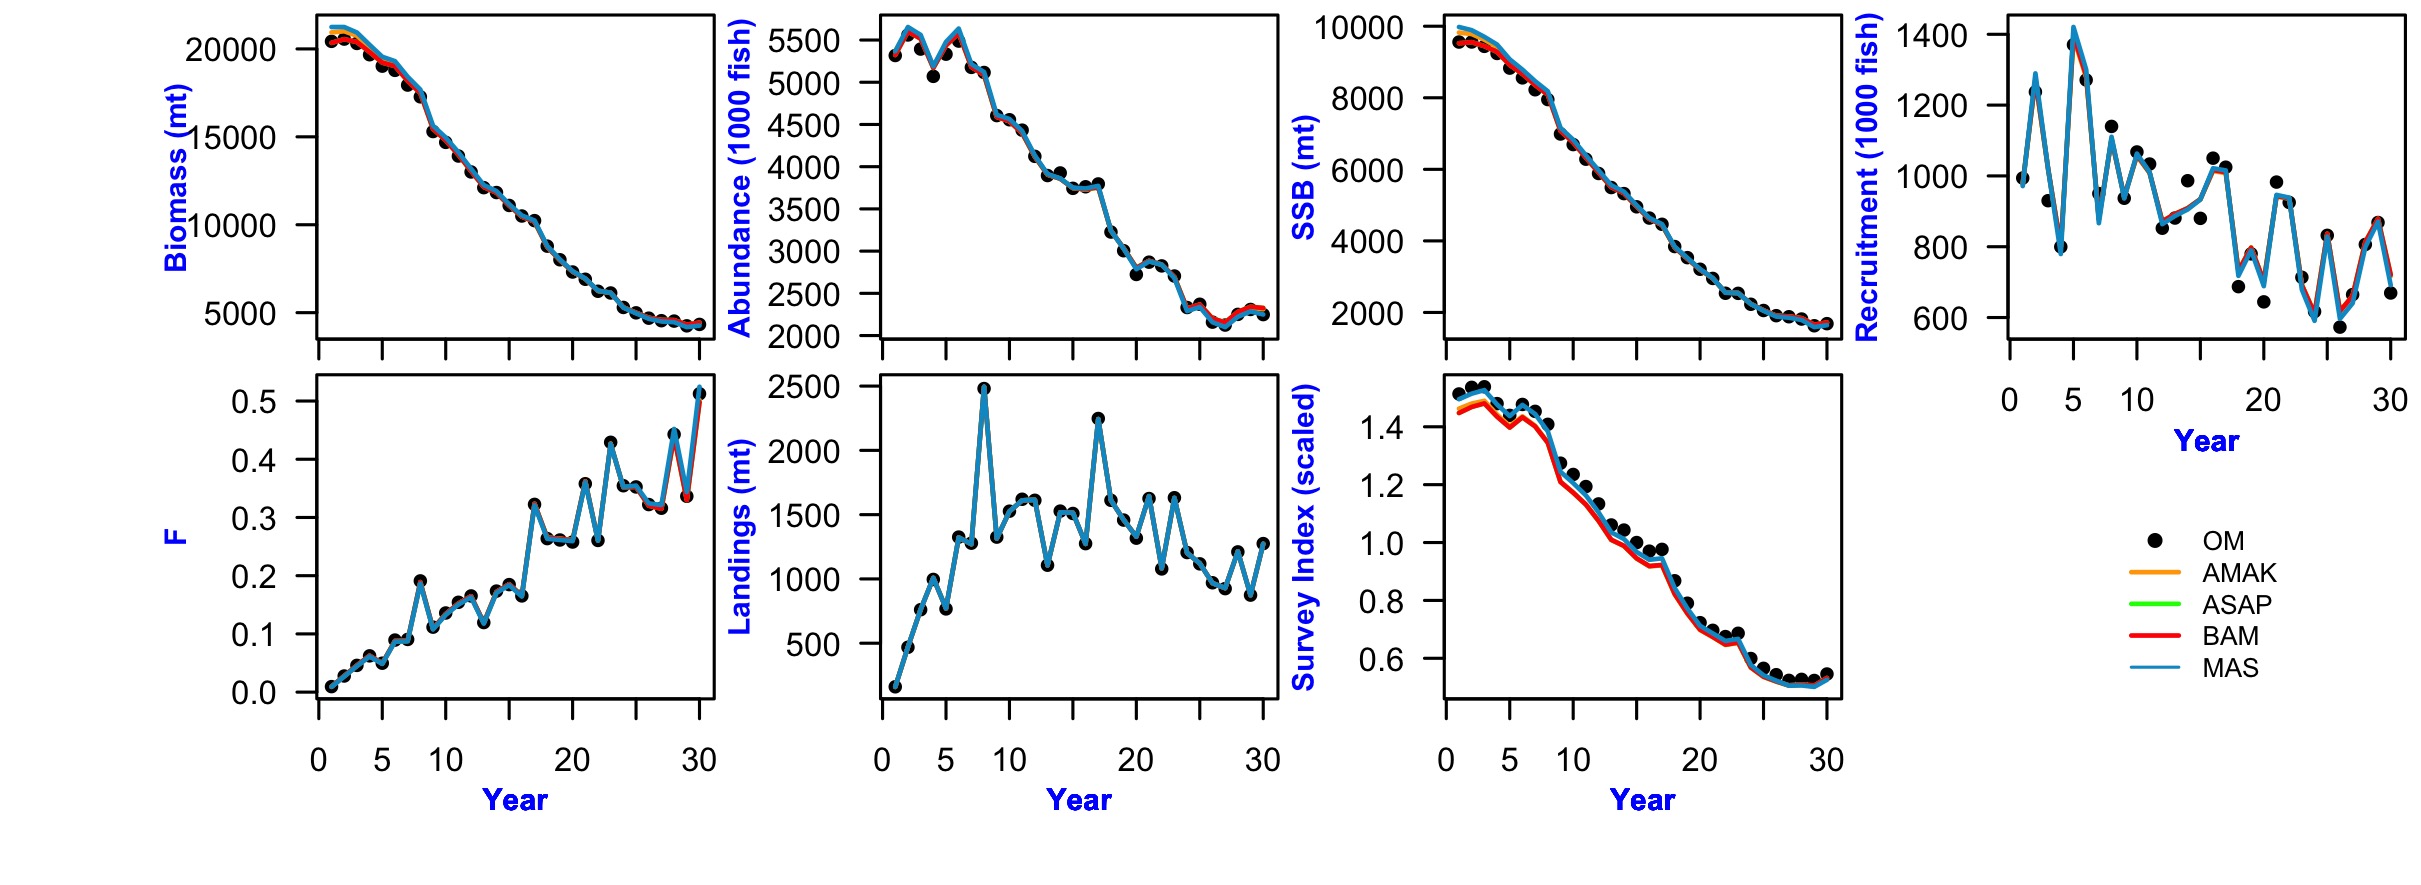 Biomass (mt)
20000
15000
10000
5000
Abundance (1000 fish)
5500
5000
4500
4000
3500
3000
2500
2000
SSB (mt)
10000
8000
6000
4000
2000
Recruitment (1000 fish)
1400
1200
1000
800
600
0 5 10 20 30
Year
F
0.5
0.4
0.3
0.2
0.1
0.0
0 5 10 20 30
Year
Landings (mt)
2500
2000
1500
1000
500
0 5 10 20 30
Year
Survey Index (scaled)
1.4
1.2
1.0
0.8
0.6
0 5 10 20 30
Year
OM
AMAK
ASAP
BAM
MAS